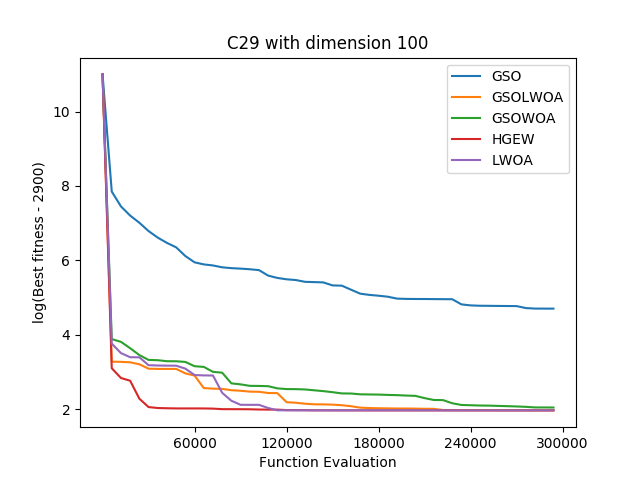 C29 with dimension 100
log(Best fitness - 2900)
10
8
6
4
2
GSO
GSOLWOA
GSOWOA
HGEW
LWOA
60000 120000 180000 240000 300000
Function Evaluation